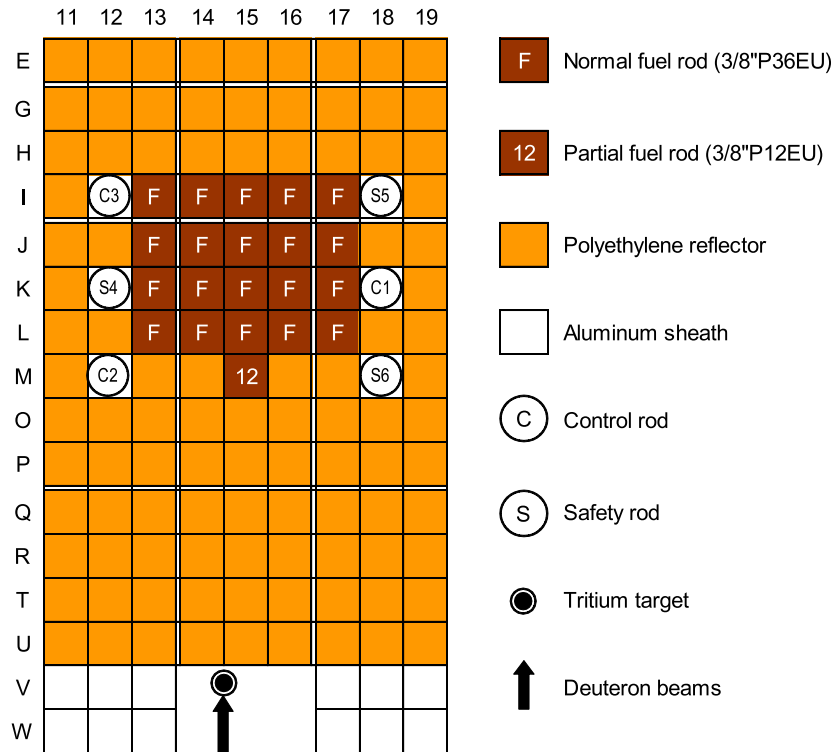 11 12 13 14 15 16 17 18 19
E
G
H
I C3 F F F F F S5
J F F F F F
K S4 F F F F F C1
L F F F F F
M C2 12 S6
O
P
Q
R
T
U
V
W
F Normal fuel rod (3/8"P36EU)
12 Partial fuel rod (3/8"P12EU)
Polyethylene reflector
Aluminum sheath
C Control rod
S Safety rod
Tritium target
Deuteron beams